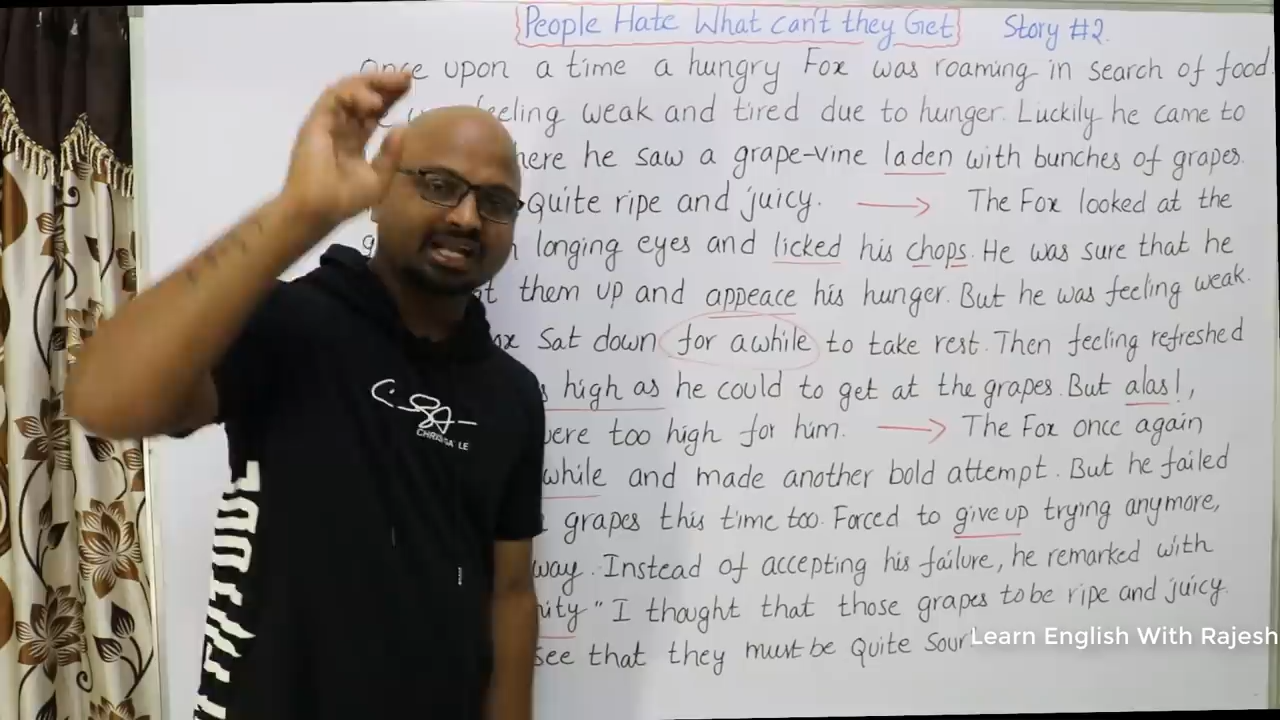 People Hate What can't they Get Story #2.
Once upon a time a hungry Fox was roaming in search of food.
feeling weak and tired due to hunger. Luckily he came to
he saw a grape-vine laden with bunches of grapes.
Quite ripe and juicy. → The Fox looked at the
longing eyes and licked his chops. He was sure that he
them up and appeace his hunger. But he was feeling weak.
Sat down for awhile to take rest. Then feeling refreshed
high as he could to get at the grapes. But alas!,
were too high for him. → The Fox once again
while and made another bold attempt. But he failed
grapes this time too. Forced to give up trying anymore,
way. Instead of accepting his failure, he remarked with
"I thought that those grapes to be ripe and juicy.
See that they must be Quite sour
Learn English With Rajesh